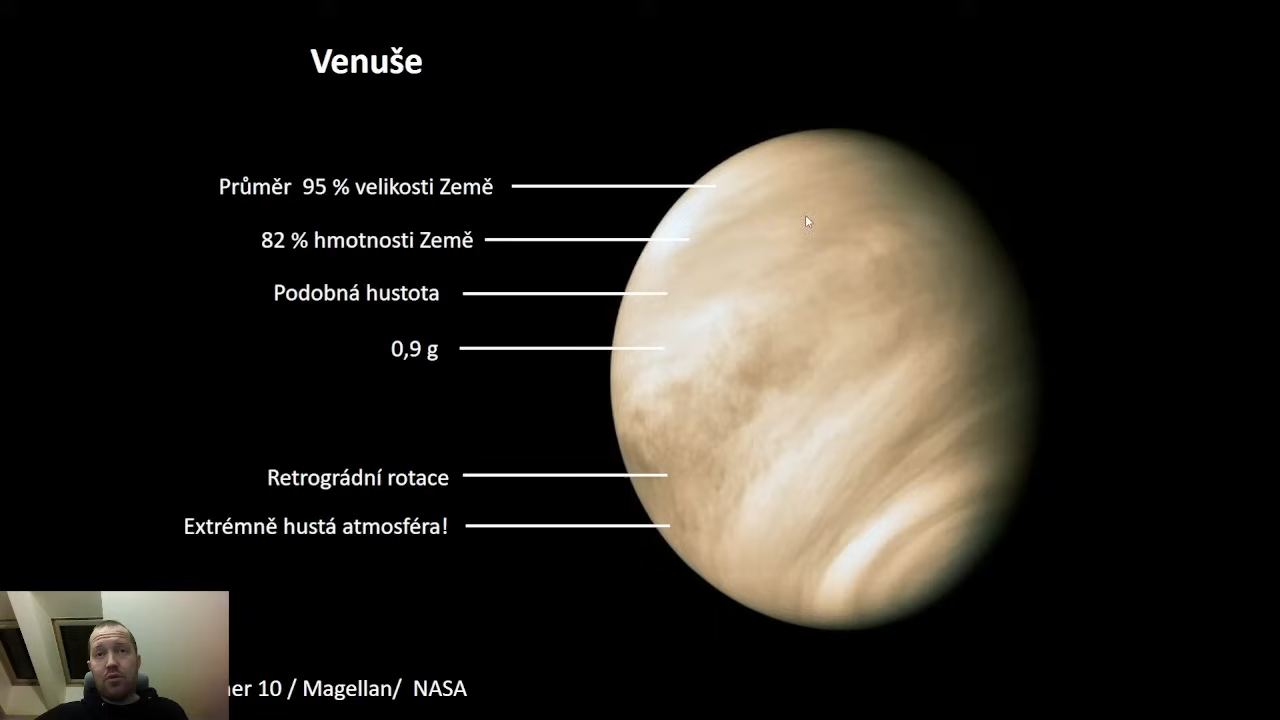 Venuše
Průměr 95 % velikosti Země
82 % hmotnosti Země
Podobná hustota
0,9 g
Retrográdní rotace
Extrémně hustá atmosféra!
10 / Magellan/ NASA